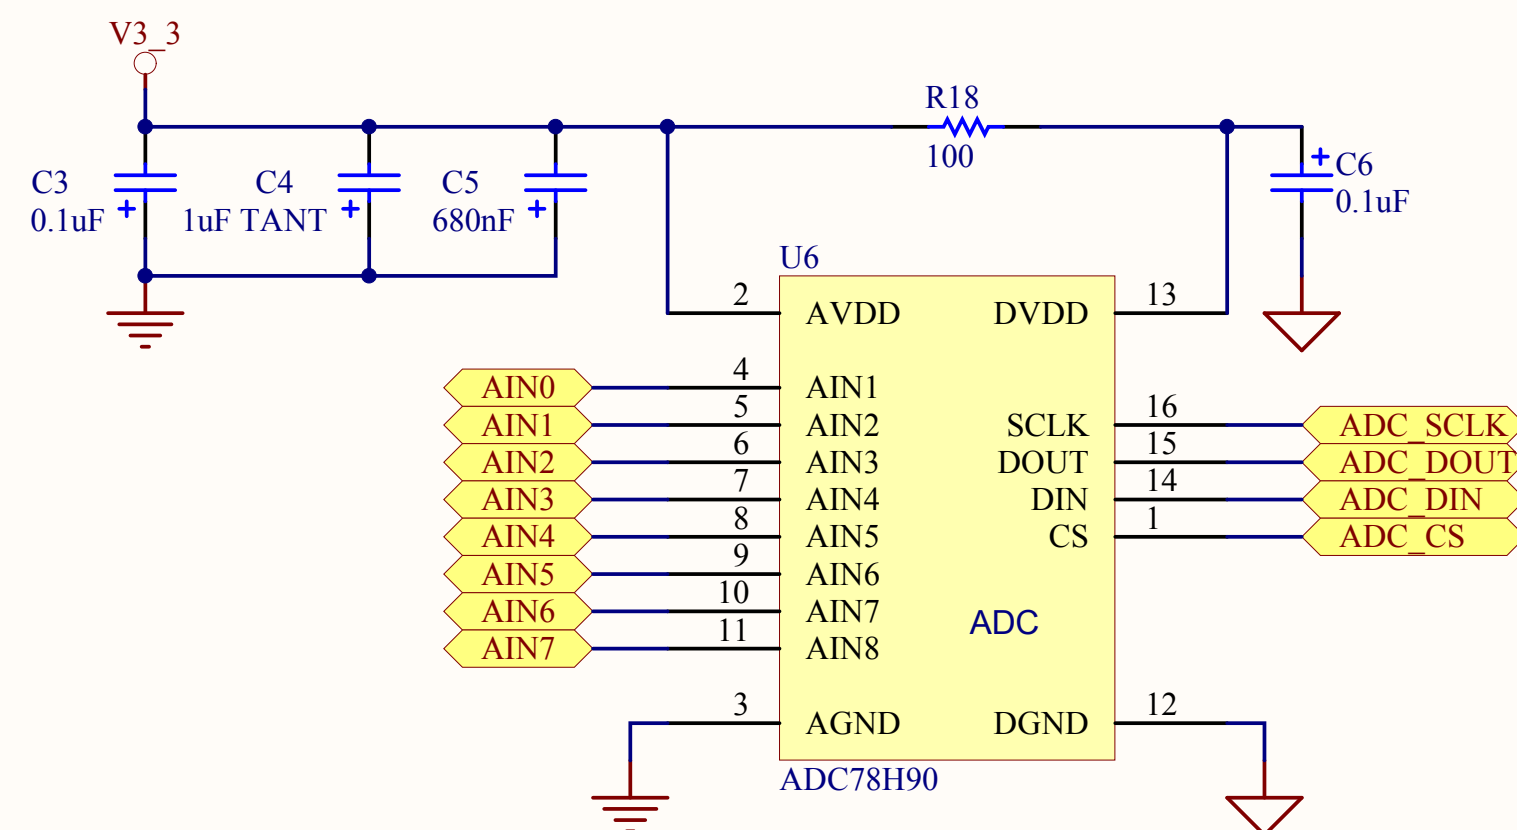 V3_3
R18
100
C3
0.1uF
+
C4
1uF TANT
+
C5
680nF
+
+
C6
0.1uF
U6
2
AVDD
DVDD
13
AIN0
4
AIN1
AIN1
5
AIN2
SCLK
16
ADC_SCLK
AIN2
6
AIN3
DOUT
15
ADC_DOUT
AIN3
7
AIN4
DIN
14
ADC_DIN
AIN4
8
AIN5
CS
1
ADC_CS
AIN5
9
AIN6
AIN6
10
AIN7
ADC
AIN7
11
AIN8
3
AGND
DGND
12
ADC78H90